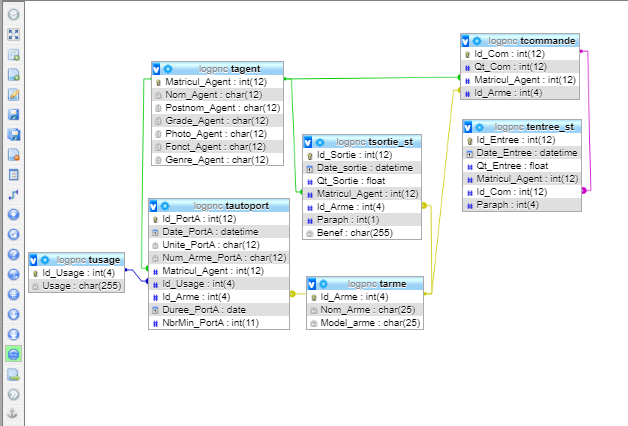 logpnc tagent
Matricul_Agent : int(12)
Nom_Agent : char(12)
Postnom_Agent : char(12)
Grade_Agent : char(12)
Photo_Agent : char(12)
Fonct_Agent : char(12)
Genre_Agent : char(12)
logpnc tcommande
Id_Com : int(12)
Qt_Com : int(12)
Matricul_Agent : int(12)
Id_Arme : int(4)
logpnc tentree_st
Id_Entree : int(12)
Date_Entree : datetime
Qt_Entree : float
Matricul_Agent : int(12)
Id_Com : int(12)
Paraph : int(4)
logpnc tsortie_st
Id_Sortie : int(12)
Date_sortie : datetime
Qt_Sortie : float
Matricul_Agent : int(12)
Id_Arme : int(4)
Paraph : int(1)
Benef : char(255)
logpnc tautoport
Id_PortA : int(12)
Date_PortA : datetime
Unite_PortA : char(12)
Num_Arme_PortA : char(12)
Matricul_Agent : int(12)
Id_Usage : int(4)
Id_Arme : int(4)
Duree_PortA : date
NbrMin_PortA : int(11)
logpnc tusage
Id_Usage : int(4)
Usage : char(255)
logpnc tarme
Id_Arme : int(4)
Nom_Arme : char(25)
Model_arme : char(25)